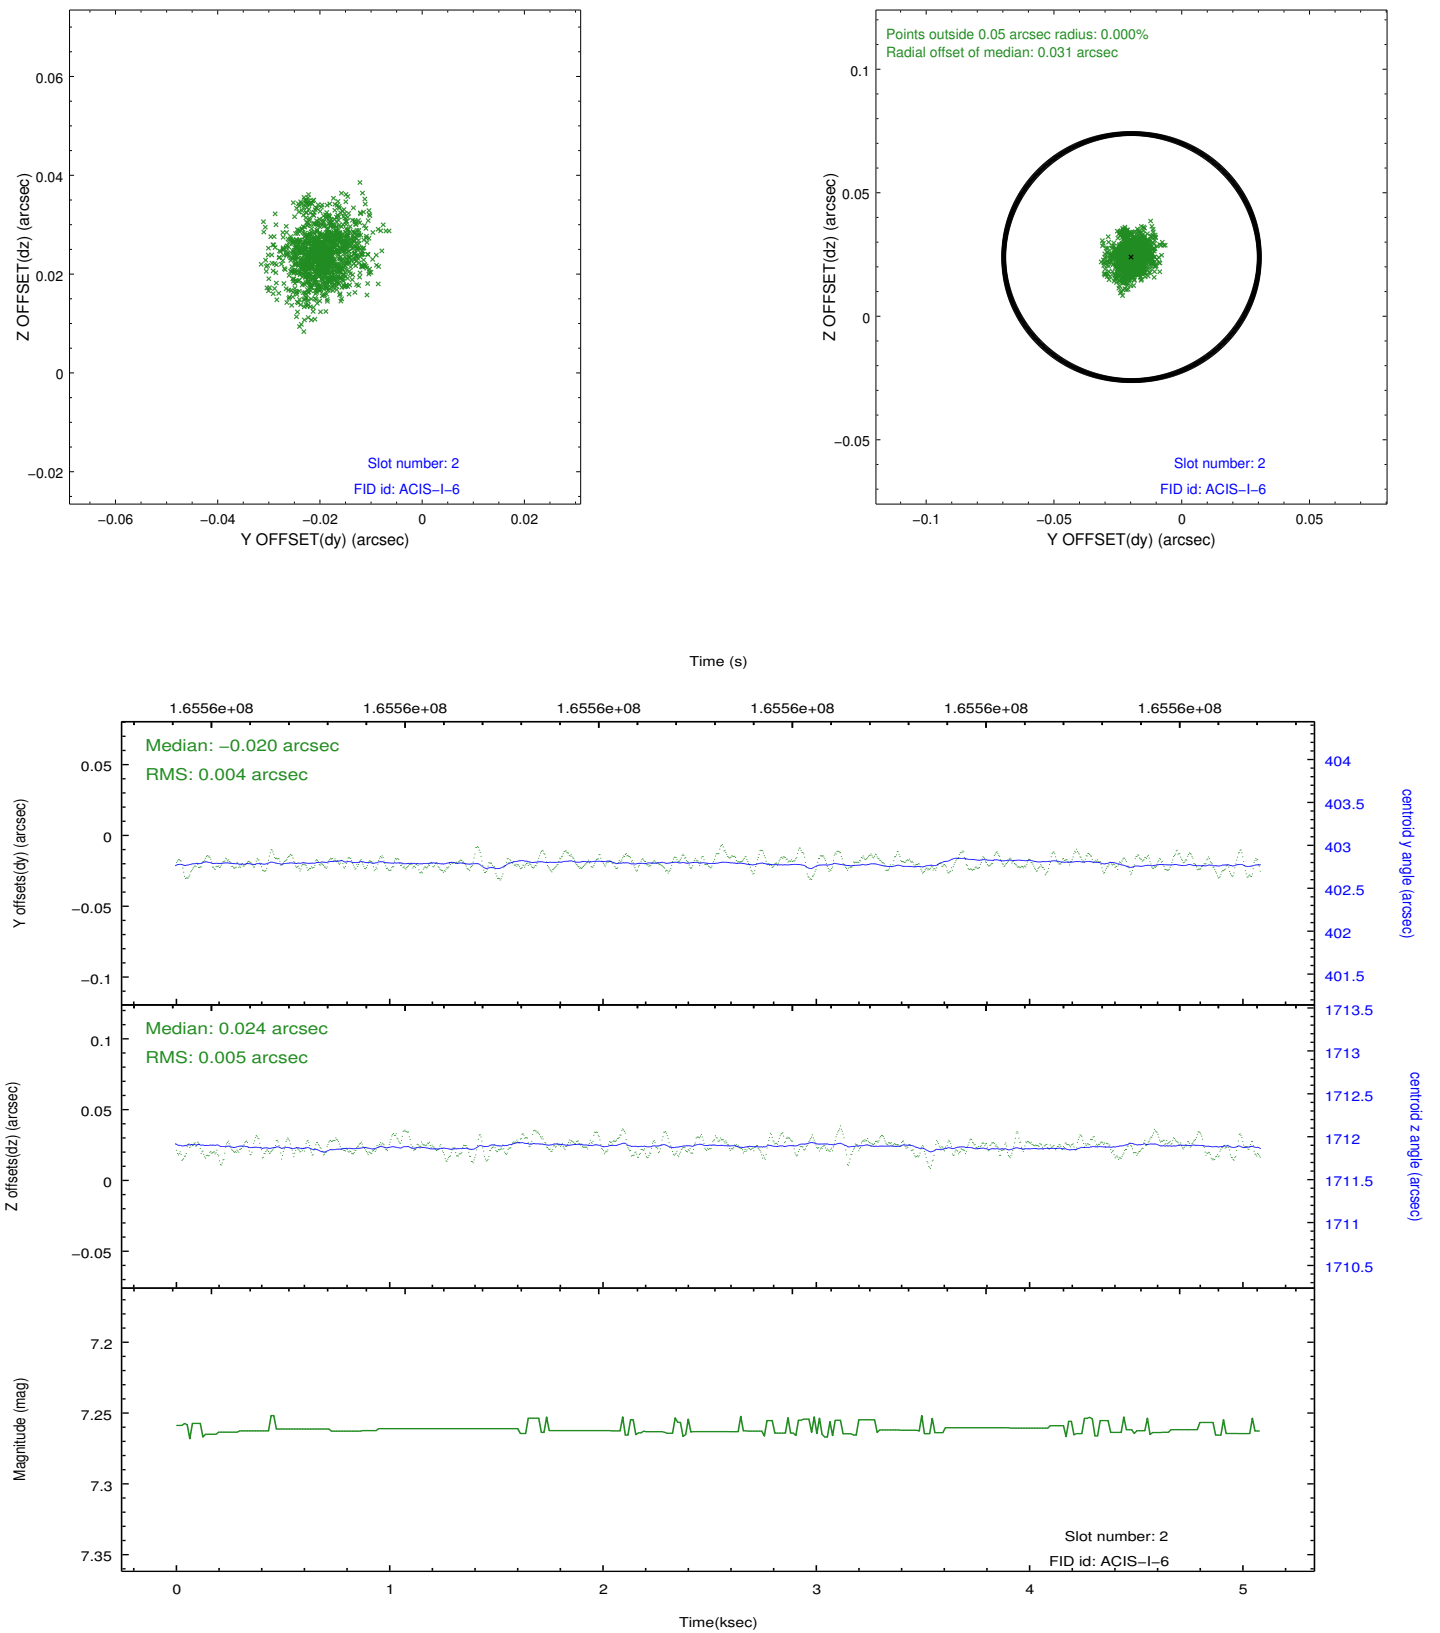 0.06
0.04
0.02
0
−0.02
Z OFFSET(dz) (arcsec)
Slot number: 2
FID id: ACIS−I−6
−0.06
−0.04
−0.02
0
0.02
Y OFFSET(dy) (arcsec)
Points outside 0.05 arcsec radius: 0.000%
Radial offset of median: 0.031 arcsec
0.1
0.05
0
−0.05
Z OFFSET(dz) (arcsec)
Slot number: 2
FID id: ACIS−I−6
−0.1
−0.05
0
0.05
Y OFFSET(dy) (arcsec)
Time (s)
1.6556e+08
1.6556e+08
1.6556e+08
1.6556e+08
1.6556e+08
1.6556e+08
Median: −0.020 arcsec
RMS: 0.004 arcsec
0.05
0
−0.05
−0.1
Y offsets(dy) (arcsec)
404
403.5
403
402.5
402
401.5
centroid y angle (arcsec)
Median: 0.024 arcsec
RMS: 0.005 arcsec
0.1
0.05
0
−0.05
Z offsets(dz) (arcsec)
1713.5
1713
1712.5
1712
1711.5
1711
1710.5
centroid z angle (arcsec)
7.2
7.25
7.3
7.35
Magnitude (mag)
Slot number: 2
FID id: ACIS−I−6
0
1
2
3
4
5
Time(ksec)